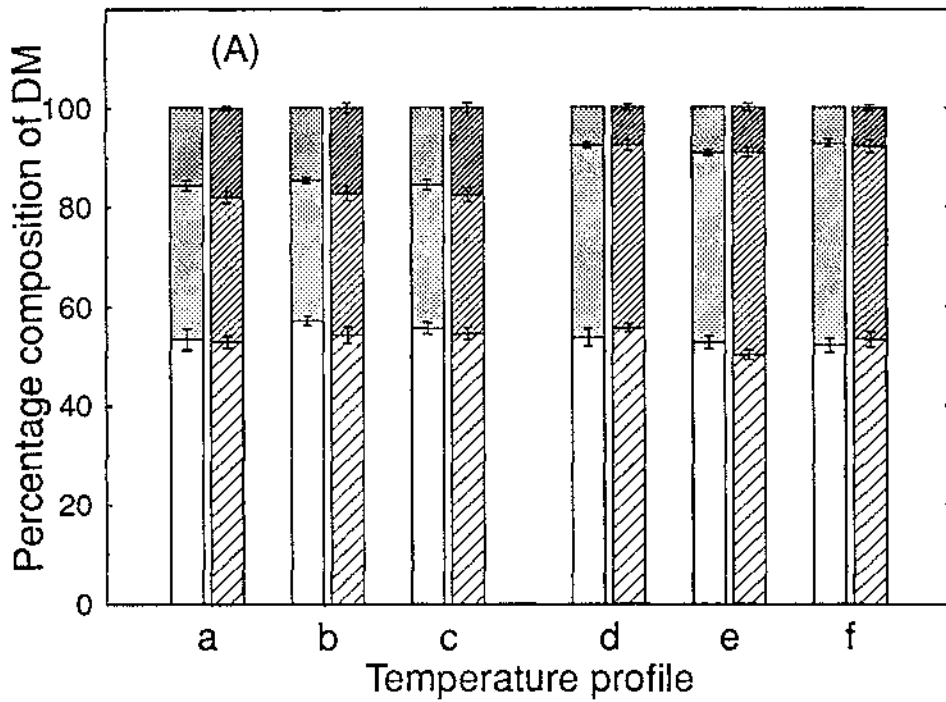 (A)
Percentage composition of DM
100
80
60
40
20
0
a b c d e f
Temperature profile